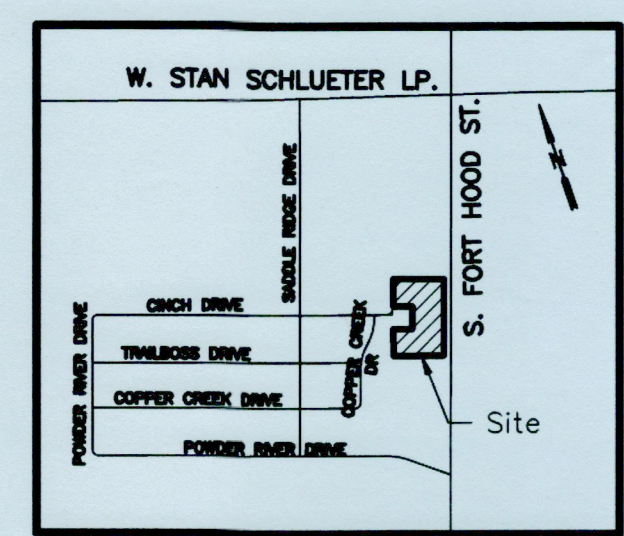 W. STAN SCHLUETER LP.
S. FORT HOOD ST.
N
SADDLE RIDGE DRIVE
CINCH DRIVE
COPPER CREEK
DR
POWDER RIVER DRIVE
TRAILBOSS DRIVE
COPPER CREEK DRIVE
Site
POWDER RIVER DRIVE